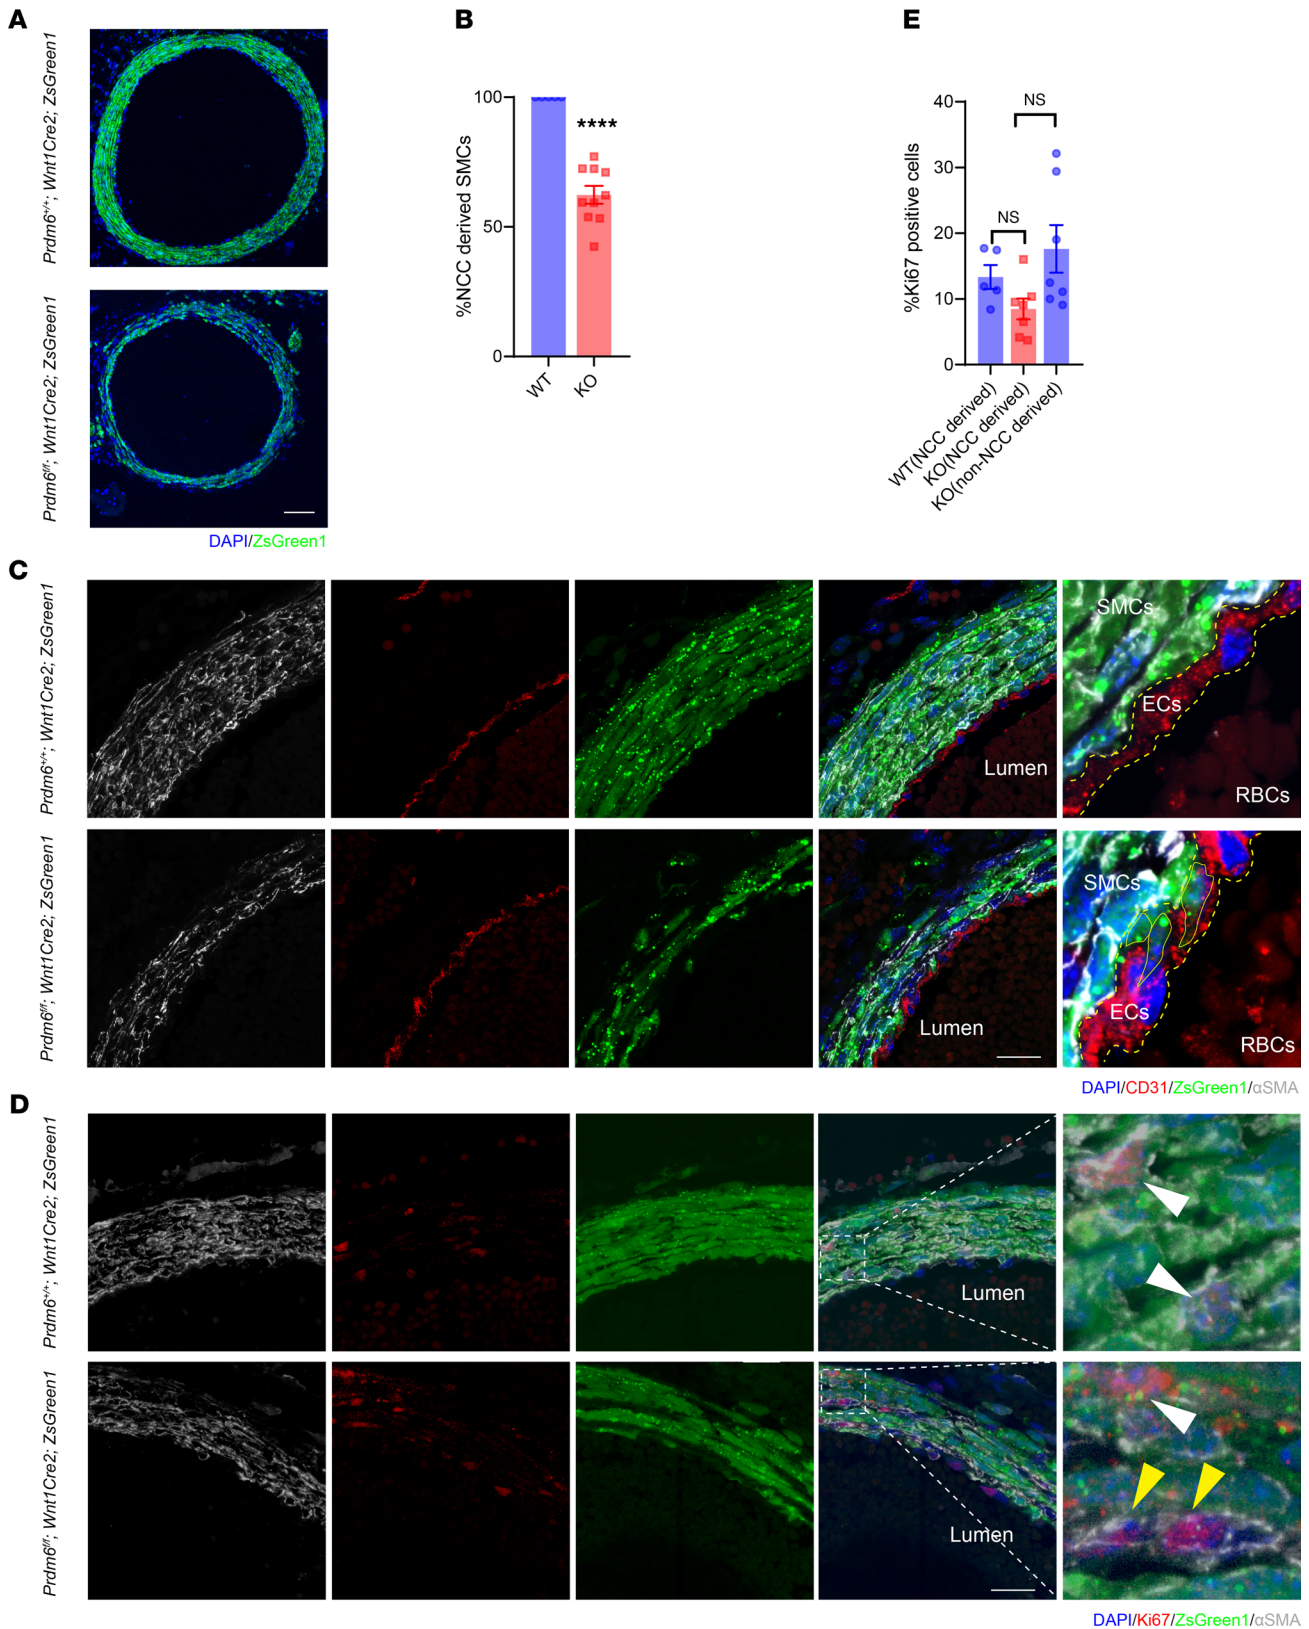 A
Prdm6+/+; Wnt1Cre2; ZsGreen1
Prdm6f/f; Wnt1Cre2; ZsGreen1
DAPI/ZsGreen1
B
%NCC derived SMCs
100
50
0
****
WT
KO
E
%Ki67 positive cells
40
30
20
10
0
NS
NS
WT(NCC derived)
KO(NCC derived)
KO(non-NCC derived)
C
Prdm6+/+; Wnt1Cre2; ZsGreen1
Lumen
SMCs
ECs
RBCs
Prdm6f/f; Wnt1Cre2; ZsGreen1
Lumen
SMCs
ECs
RBCs
DAPI/CD31/ZsGreen1/αSMA
D
Prdm6+/+; Wnt1Cre2; ZsGreen1
Lumen
Prdm6f/f; Wnt1Cre2; ZsGreen1
Lumen
DAPI/Ki67/ZsGreen1/αSMA